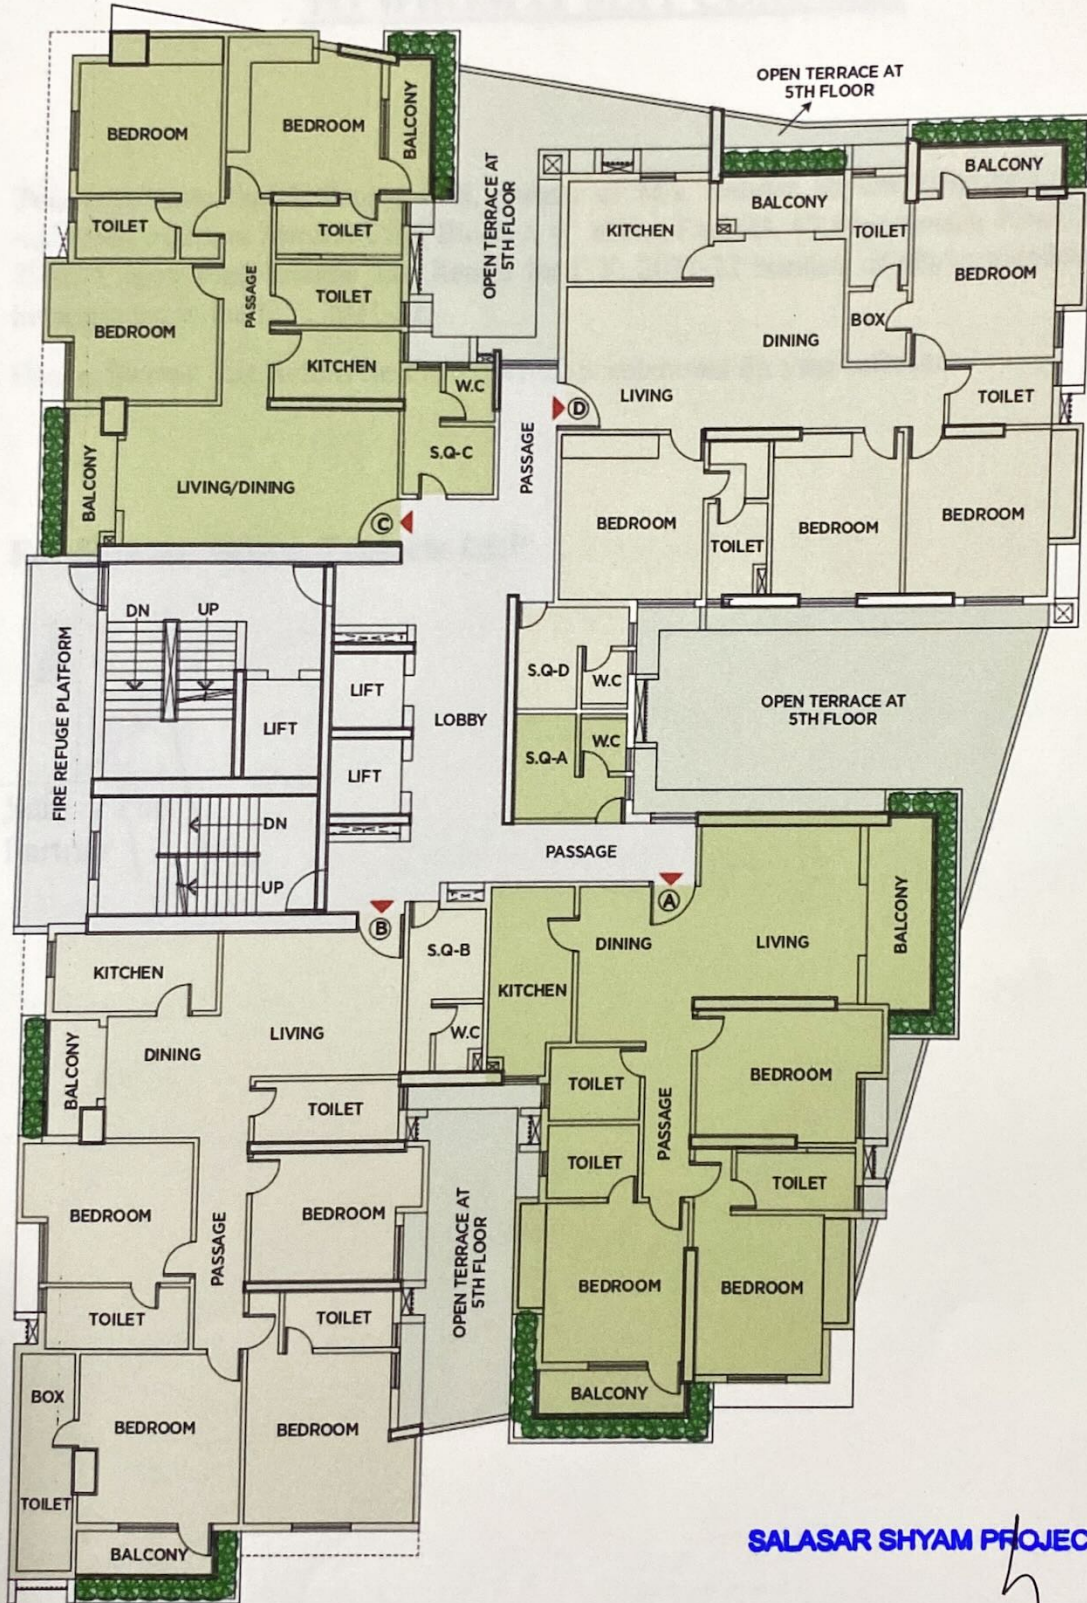 OPEN TERRACE AT
5TH FLOOR
BEDROOM
BEDROOM
BALCONY
TOILET
TOILET
PASSAGE
TOILET
BEDROOM
KITCHEN
W.C
S.Q-C
BALCONY
LIVING/DINING
C
OPEN TERRACE AT
5TH FLOOR
BALCONY
BALCONY
KITCHEN
TOILET
BEDROOM
BOX
DINING
LIVING
TOILET
D
PASSAGE
BEDROOM
TOILET
BEDROOM
BEDROOM
FIRE REFUGE PLATFORM
DN
UP
LIFT
LIFT
LIFT
LOBBY
DN
UP
S.Q-D
W.C
S.Q-A
W.C
OPEN TERRACE AT
5TH FLOOR
PASSAGE
A
B
KITCHEN
S.Q-B
W.C
LIVING
DINING
BALCONY
TOILET
BEDROOM
BEDROOM
PASSAGE
TOILET
TOILET
BOX
BEDROOM
BEDROOM
TOILET
BALCONY
OPEN TERRACE AT
5TH FLOOR
KITCHEN
DINING
LIVING
BALCONY
TOILET
BEDROOM
PASSAGE
TOILET
TOILET
BEDROOM
BEDROOM
BALCONY
SALASAR SHYAM PROJEC